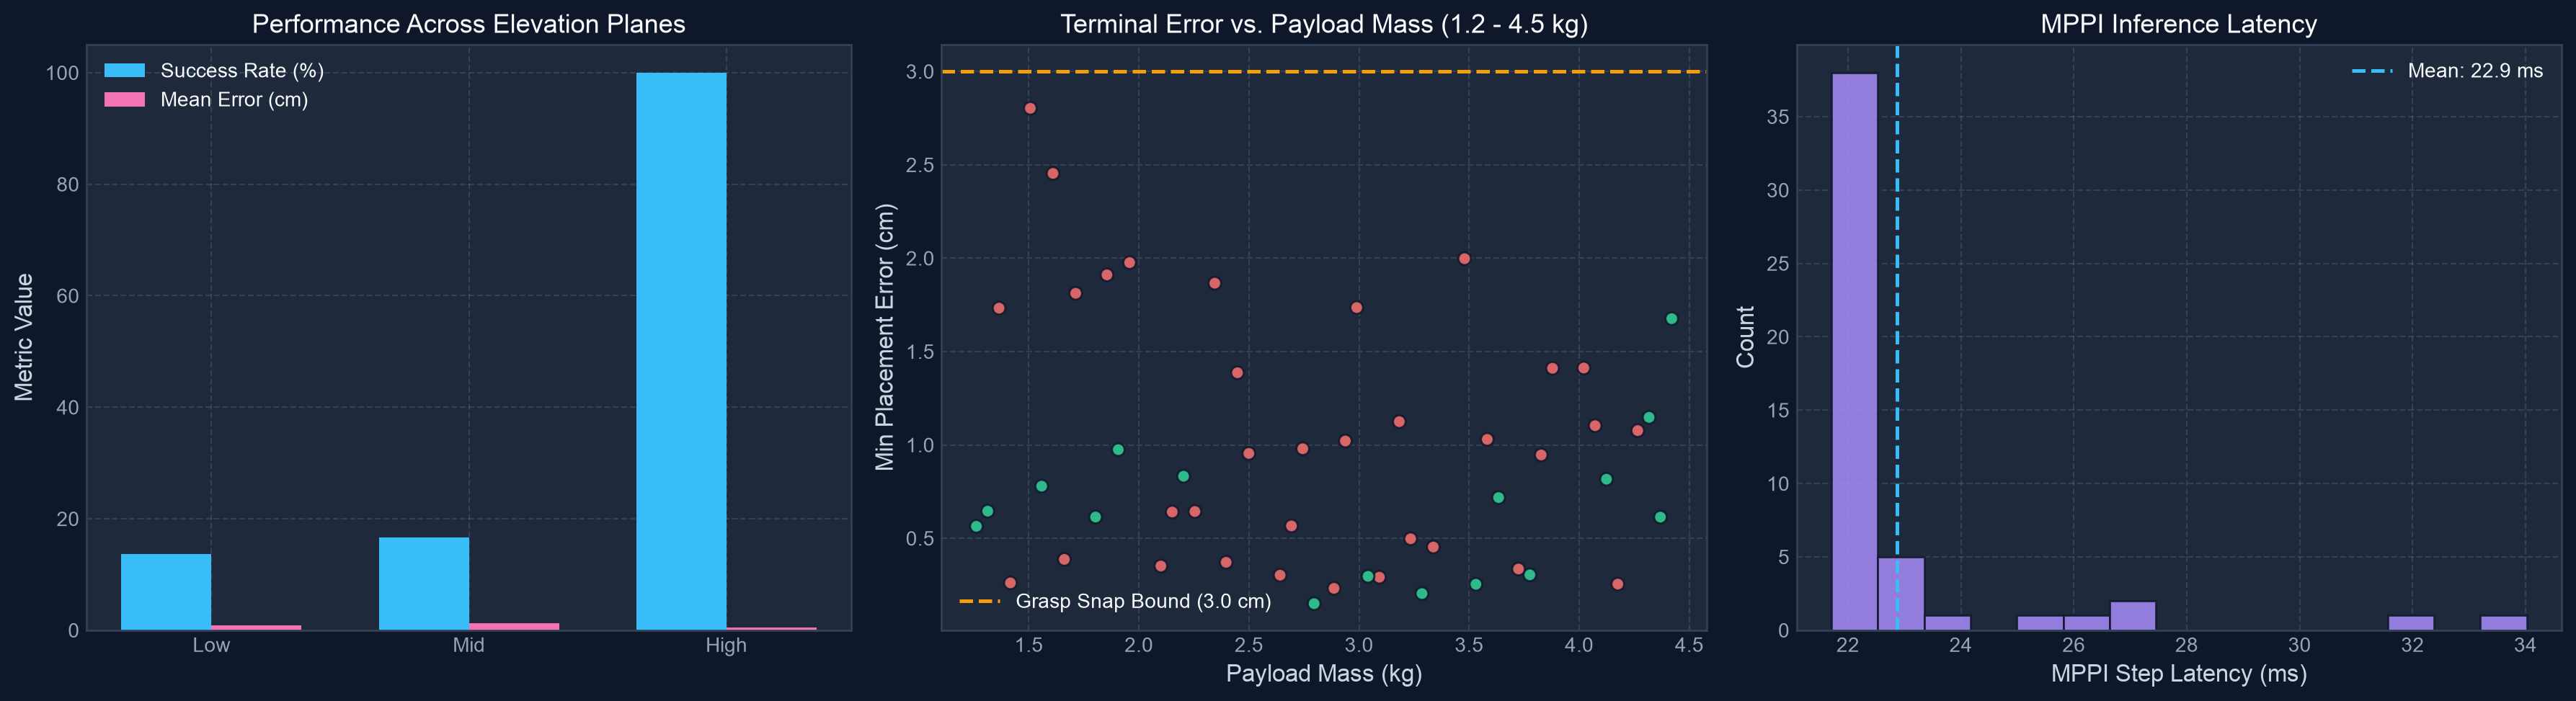 Performance Across Elevation Planes
Success Rate (%)
Mean Error (cm)
Metric Value
100
80
60
40
20
0
Low
Mid
High
Terminal Error vs. Payload Mass (1.2 - 4.5 kg)
Min Placement Error (cm)
3.0
2.5
2.0
1.5
1.0
0.5
Grasp Snap Bound (3.0 cm)
1.5
2.0
2.5
3.0
3.5
4.0
4.5
Payload Mass (kg)
MPPI Inference Latency
Mean: 22.9 ms
Count
35
30
25
20
15
10
5
0
22
24
26
28
30
32
34
MPPI Step Latency (ms)